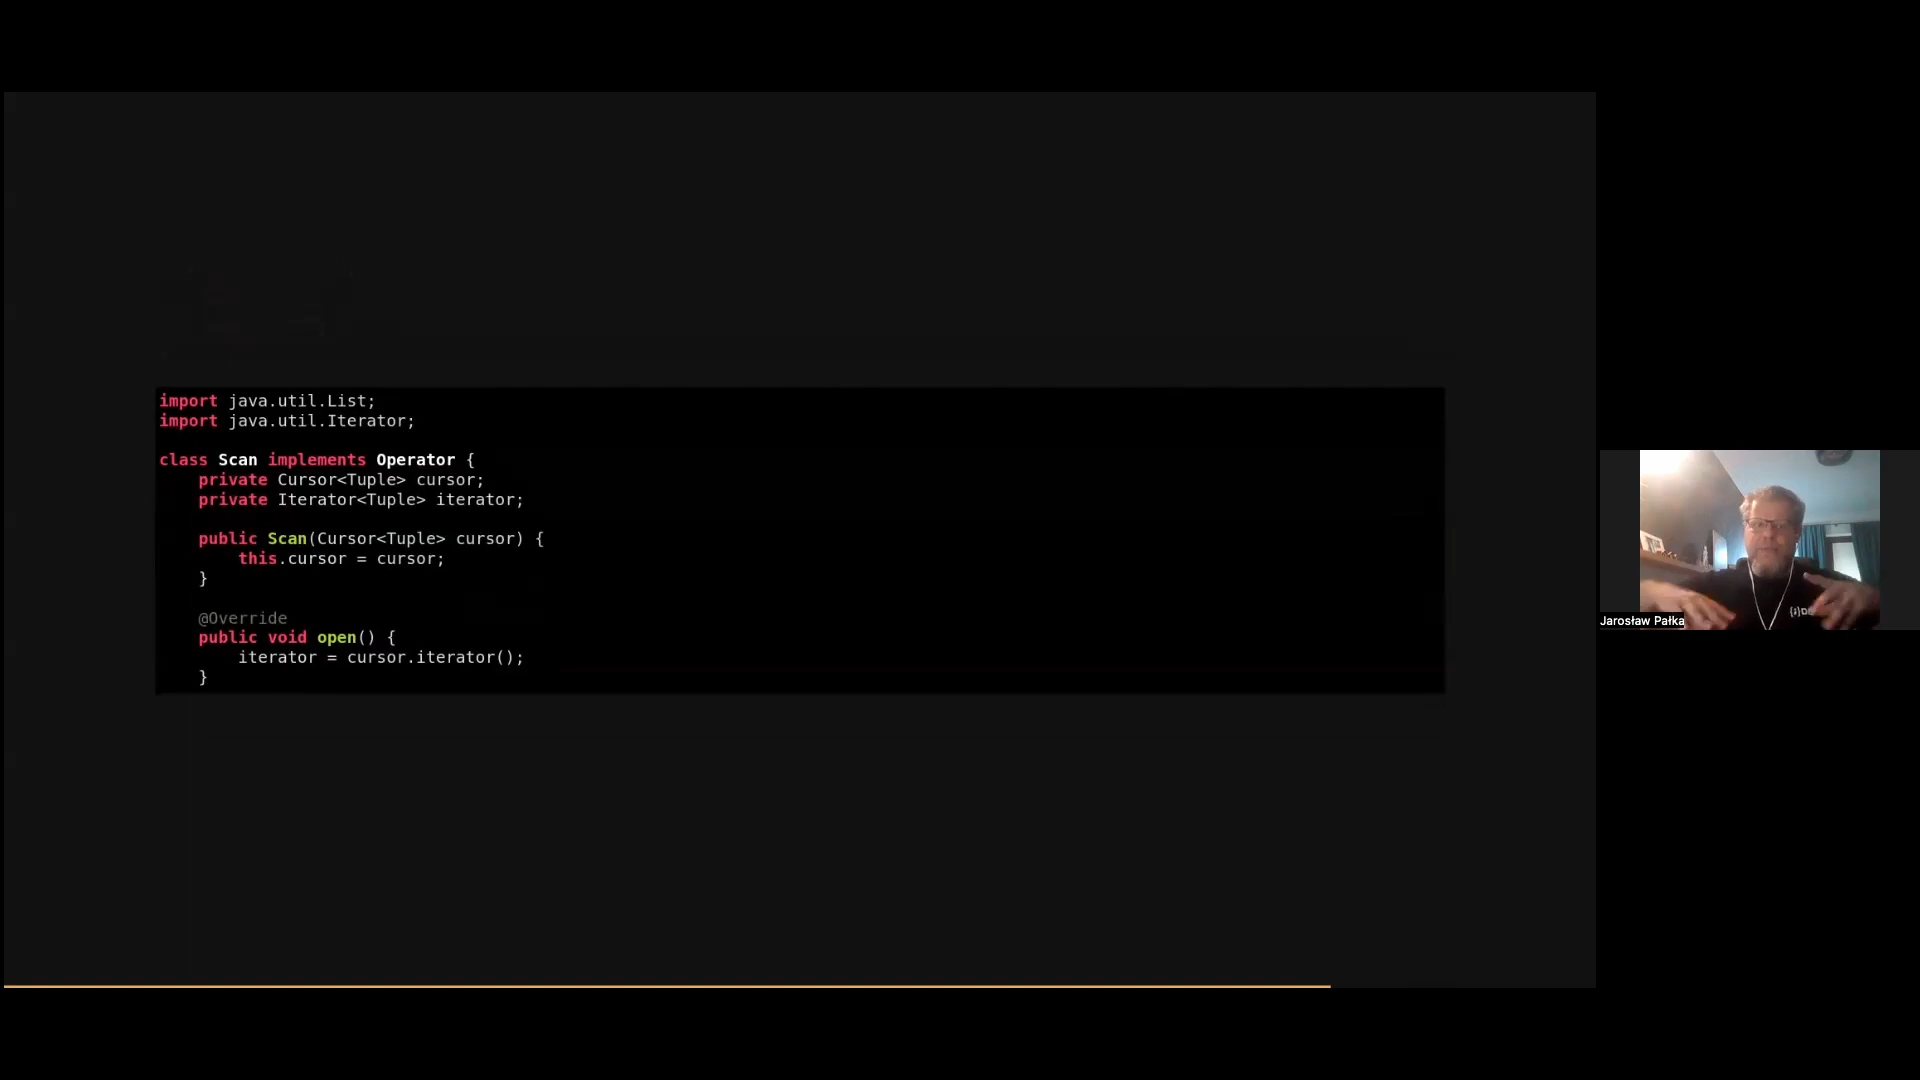 import java.util.List;
import java.util.Iterator;
class Scan implements Operator {
    private Cursor<Tuple> cursor;
    private Iterator<Tuple> iterator;
    public Scan(Cursor<Tuple> cursor) {
        this.cursor = cursor;
    }
    @Override
    public void open() {
        iterator = cursor.iterator();
    }
Jarosław Pałka